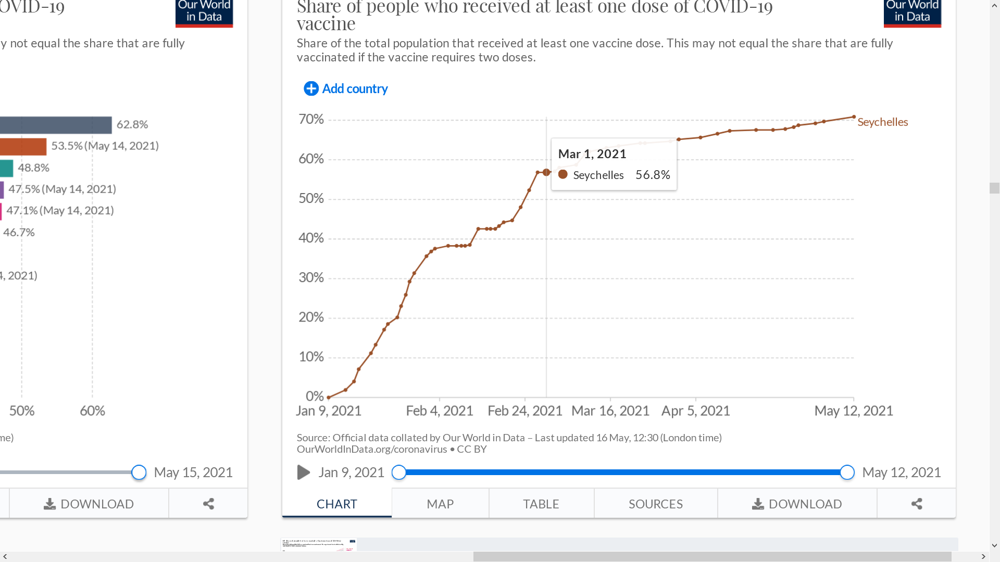 OVID-19
Our World
in Data
y not equal the share that are fully
62.8%
53.5% (May 14, 2021)
48.8%
47.5% (May 14, 2021)
47.1% (May 14, 2021)
46.7%
4, 2021)
50%
60%
me)
May 15, 2021
DOWNLOAD
Share of people who received at least one dose of COVID-19
vaccine
Our World
in Data
Share of the total population that received at least one vaccine dose. This may not equal the share that are fully
vaccinated if the vaccine requires two doses.
Add country
70%
60%
50%
40%
30%
20%
10%
0%
Seychelles
Mar 1, 2021
Seychelles 56.8%
Jan 9, 2021
Feb 4, 2021
Feb 24, 2021
Mar 16, 2021
Apr 5, 2021
May 12, 2021
Source: Official data collated by Our World in Data – Last updated 16 May, 12:30 (London time)
OurWorldInData.org/coronavirus • CC BY
Jan 9, 2021
May 12, 2021
CHART
MAP
TABLE
SOURCES
DOWNLOAD